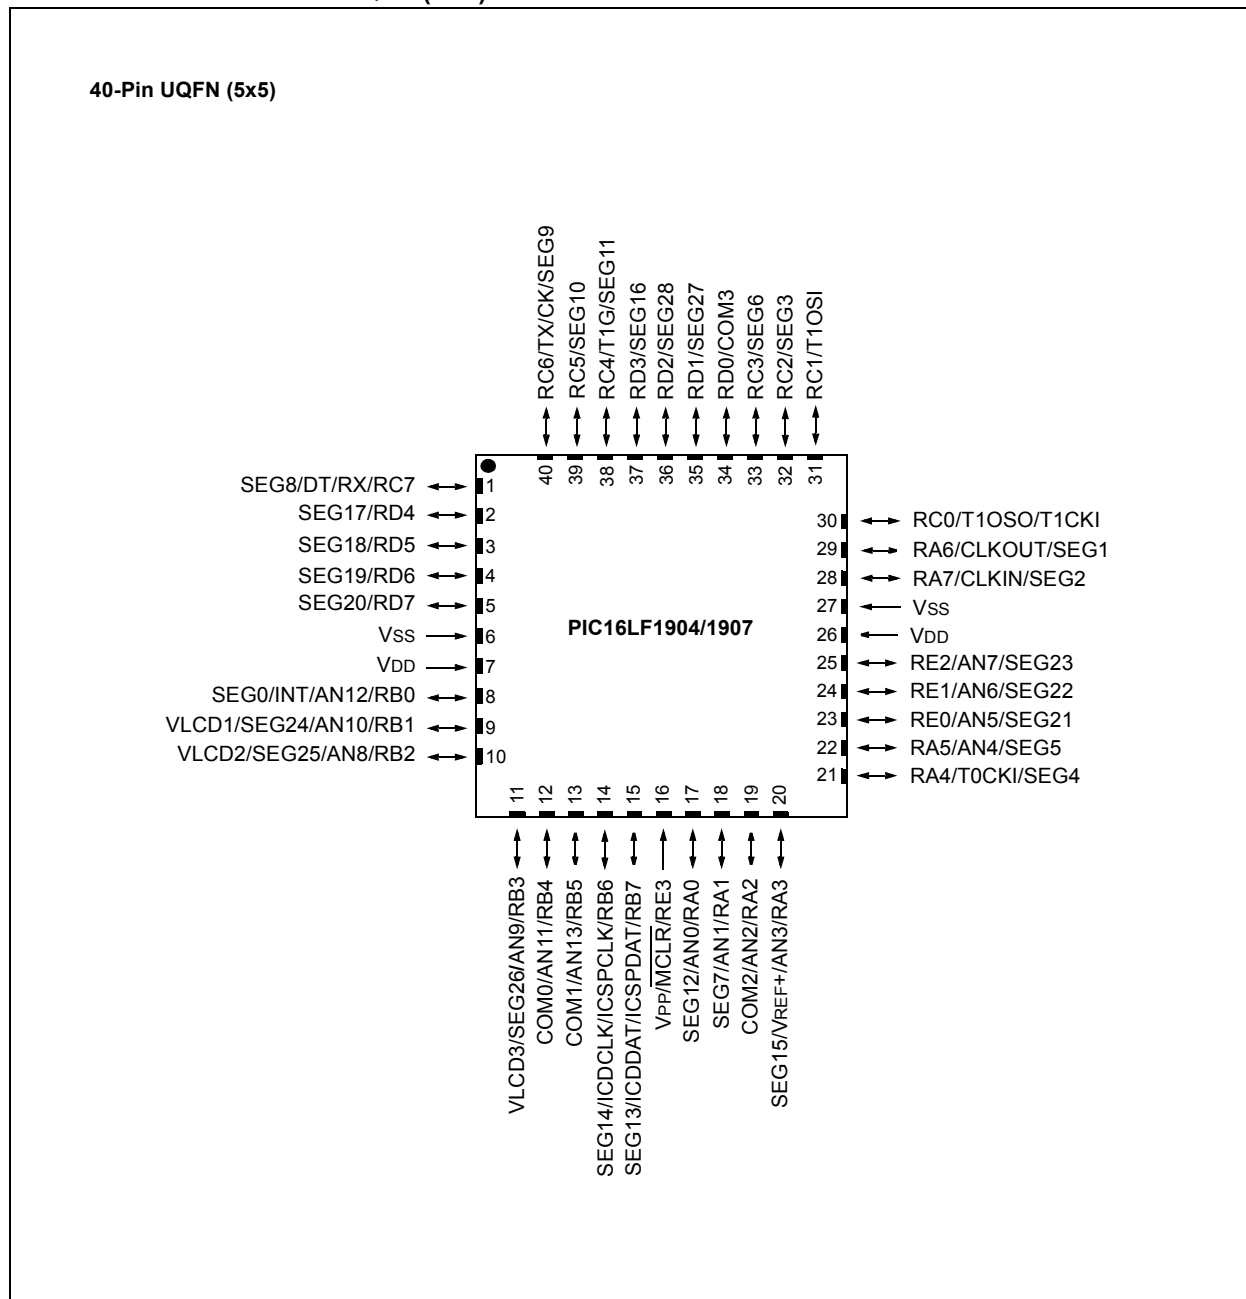 40-Pin UQFN (5x5)
RC6/TX/CK/SEG9
RC5/SEG10
RC4/T1G/SEG11
RD3/SEG16
RD2/SEG28
RD1/SEG27
RD0/COM3
RC3/SEG6
RC2/SEG3
RC1/T1OSI
40
39
38
37
36
35
34
33
32
31
SEG8/DT/RX/RC7 1
SEG17/RD4 2
SEG18/RD5 3
SEG19/RD6 4
SEG20/RD7 5
VSS 6
VDD 7
SEG0/INT/AN12/RB0 8
VLCD1/SEG24/AN10/RB1 9
VLCD2/SEG25/AN8/RB2 10
PIC16LF1904/1907
30 RC0/T1OSO/T1CKI
29 RA6/CLKOUT/SEG1
28 RA7/CLKIN/SEG2
27 VSS
26 VDD
25 RE2/AN7/SEG23
24 RE1/AN6/SEG22
23 RE0/AN5/SEG21
22 RA5/AN4/SEG5
21 RA4/T0CKI/SEG4
11
12
13
14
15
16
17
18
19
20
VLCD3/SEG26/AN9/RB3
COM0/AN11/RB4
COM1/AN13/RB5
SEG14/ICDCLK/ICSPCLK/RB6
SEG13/ICDDAT/ICSPDAT/RB7
VPP/MCLR/RE3
SEG12/AN0/RA0
SEG7/AN1/RA1
COM2/AN2/RA2
SEG15/VREF+/AN3/RA3